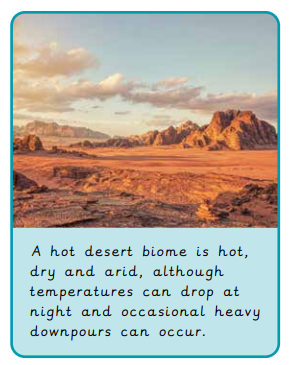 A hot desert biome is hot,
dry and arid, although
temperatures can drop at
night and occasional heavy
downpours can occur.